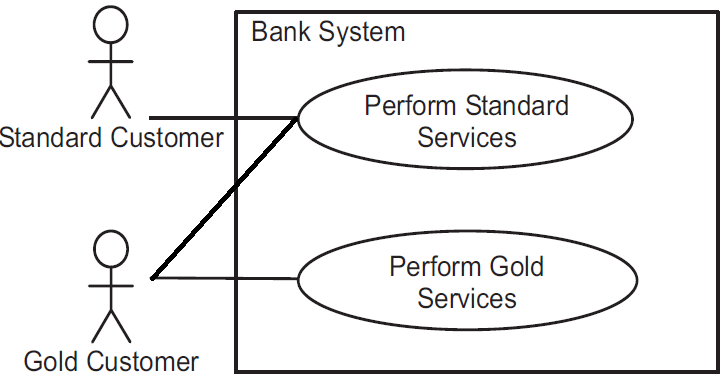 Bank System
Perform Standard
Services
Standard Customer
Perform Gold
Services
Gold Customer